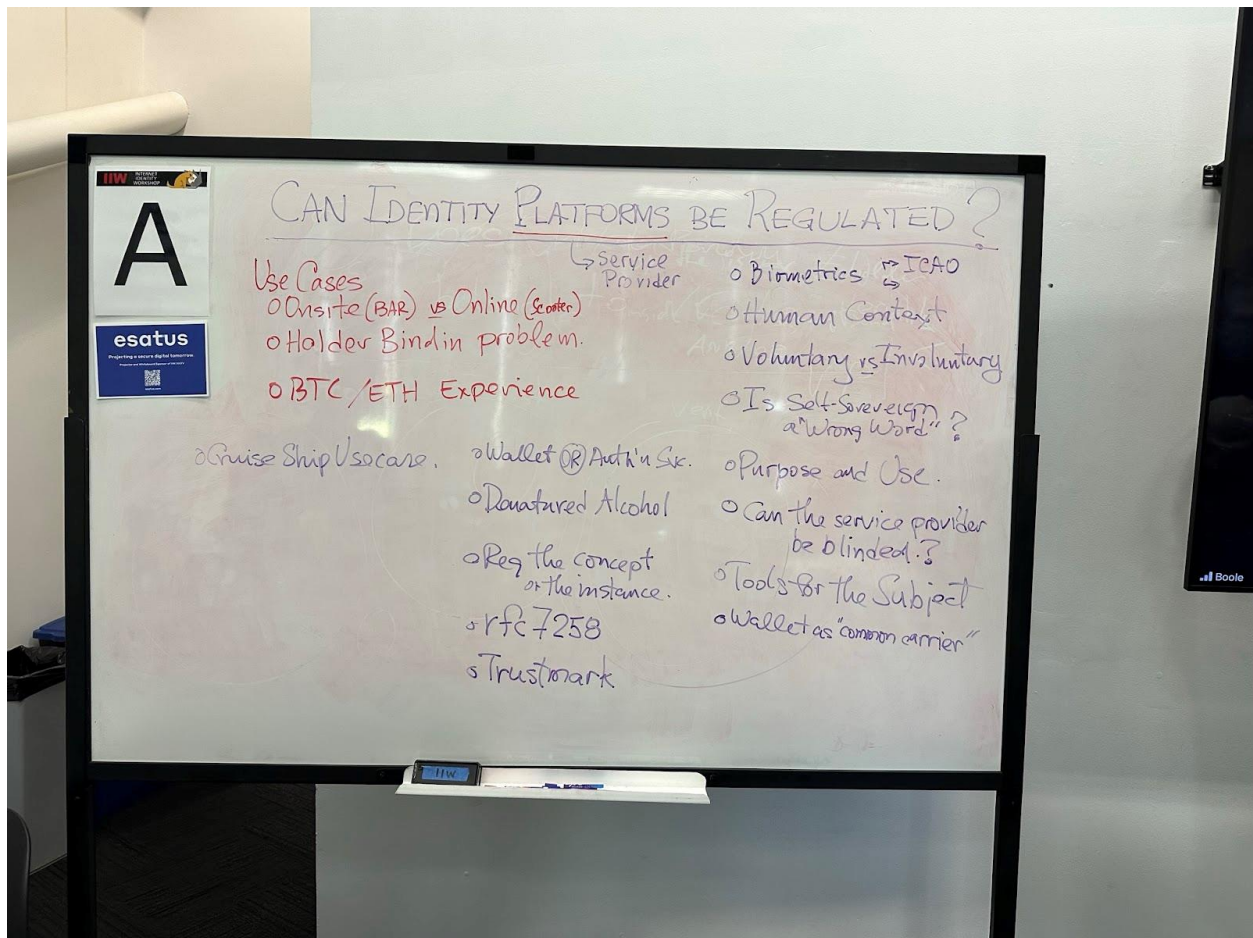 IIW INTERNET IDENTITY WORKSHOP
A
esatus
Projecting a secure digital tomorrow.
CAN IDENTITY PLATFORMS BE REGULATED?
↳ Service
Provider
Use Cases
o Onsite (BAR) vs Online (Scooter)
o Holder Bindin problem.
o BTC / ETH Experience
o Cruise Ship Usecase.
o Wallet OR Auth'n Svc.
o Denatured Alcohol
o Reg the concept
or the instance.
o rfc 7258
o Trustmark
o Biometrics ICAO
o Human Context
o Voluntary vs Involuntary
o Is Self-Sovereign
a "Wrong Word"?
o Purpose and Use.
o Can the service provider
be blinded.?
o Tools for the Subject
o Wallet as "common carrier"
IIW
Boole